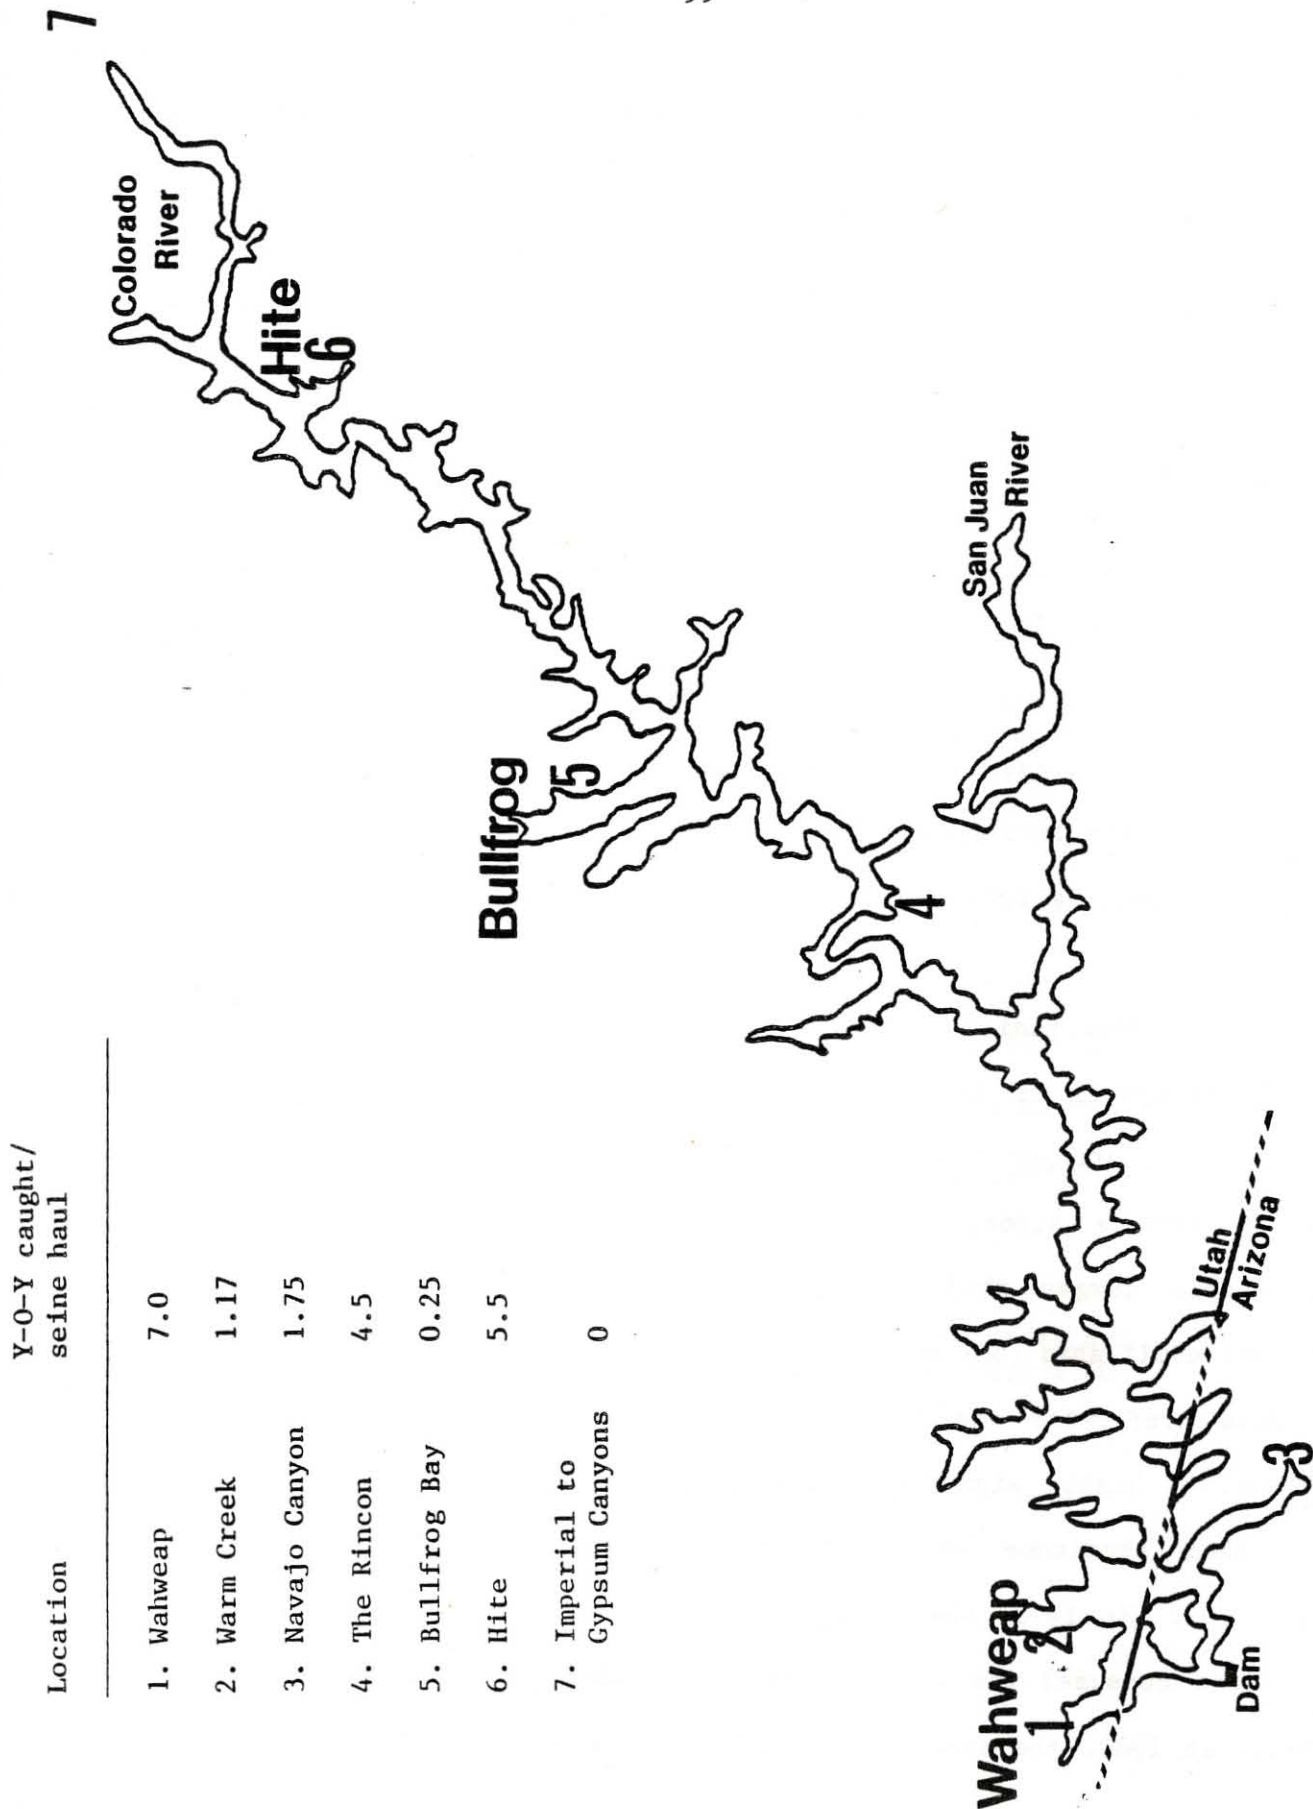 Y-O-Y caught/
Location seine haul
1. Wahweap 7.0
2. Warm Creek 1.17
3. Navajo Canyon 1.75
4. The Rincon 4.5
5. Bullfrog Bay 0.25
6. Hite 5.5
7. Imperial to
Gypsum Canyons 0
Wahweap
1
2
3
Dam
Utah
Arizona
4
San Juan
River
Bullfrog
5
Hite
6
Colorado
River
7